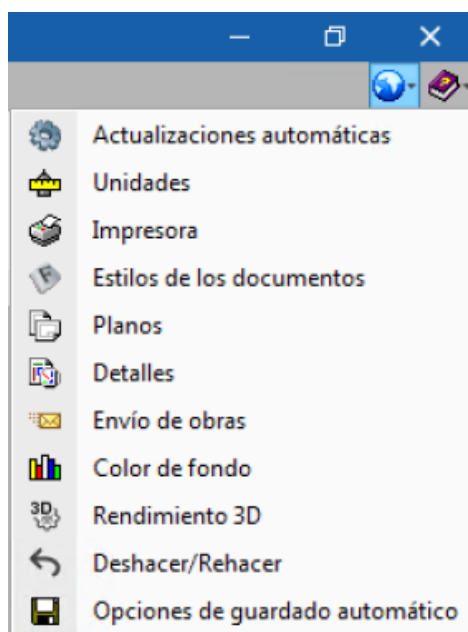 Actualizaciones automáticas
Unidades
Impresora
Estilos de los documentos
Planos
Detalles
Envío de obras
Color de fondo
3D Rendimiento 3D
Deshacer/Rehacer
Opciones de guardado automático